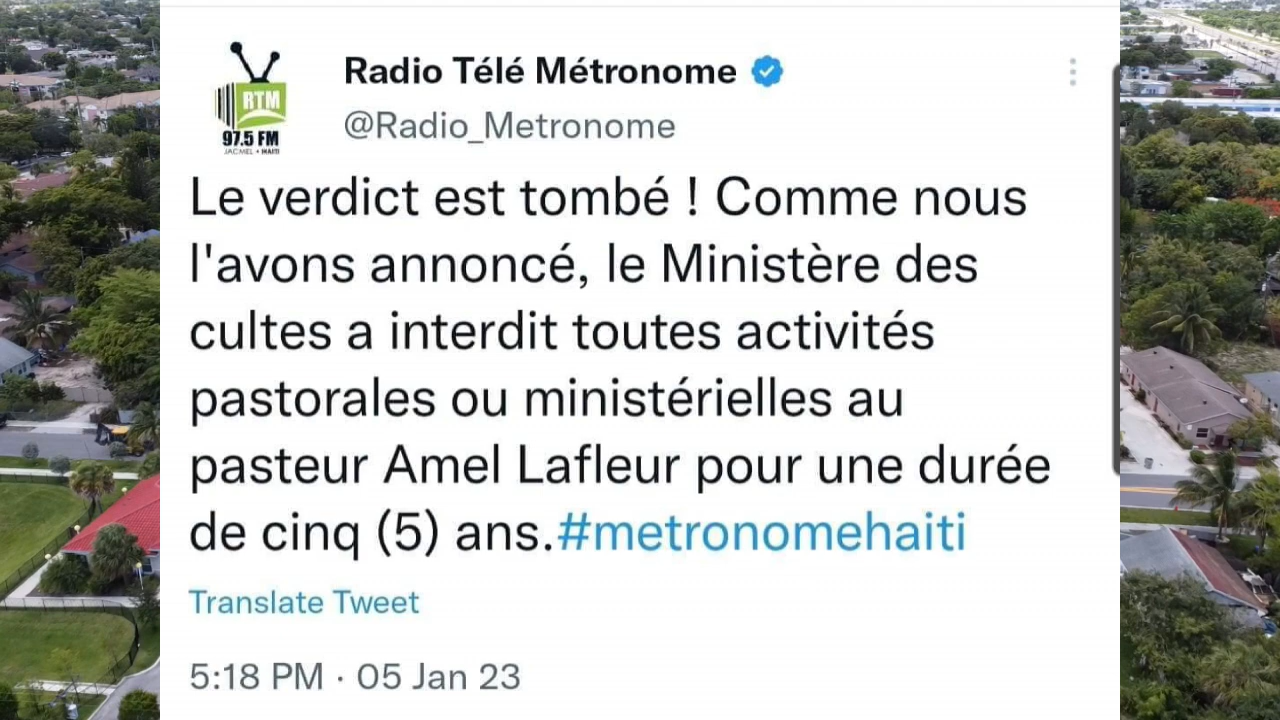 Radio Télé Métronome
@Radio_Metronome
RTM
97.5 FM
JACMEL • HAITI
Le verdict est tombé ! Comme nous
l'avons annoncé, le Ministère des
cultes a interdit toutes activités
pastorales ou ministérielles au
pasteur Amel Lafleur pour une durée
de cinq (5) ans.#metronomehaiti
Translate Tweet
5:18 PM · 05 Jan 23